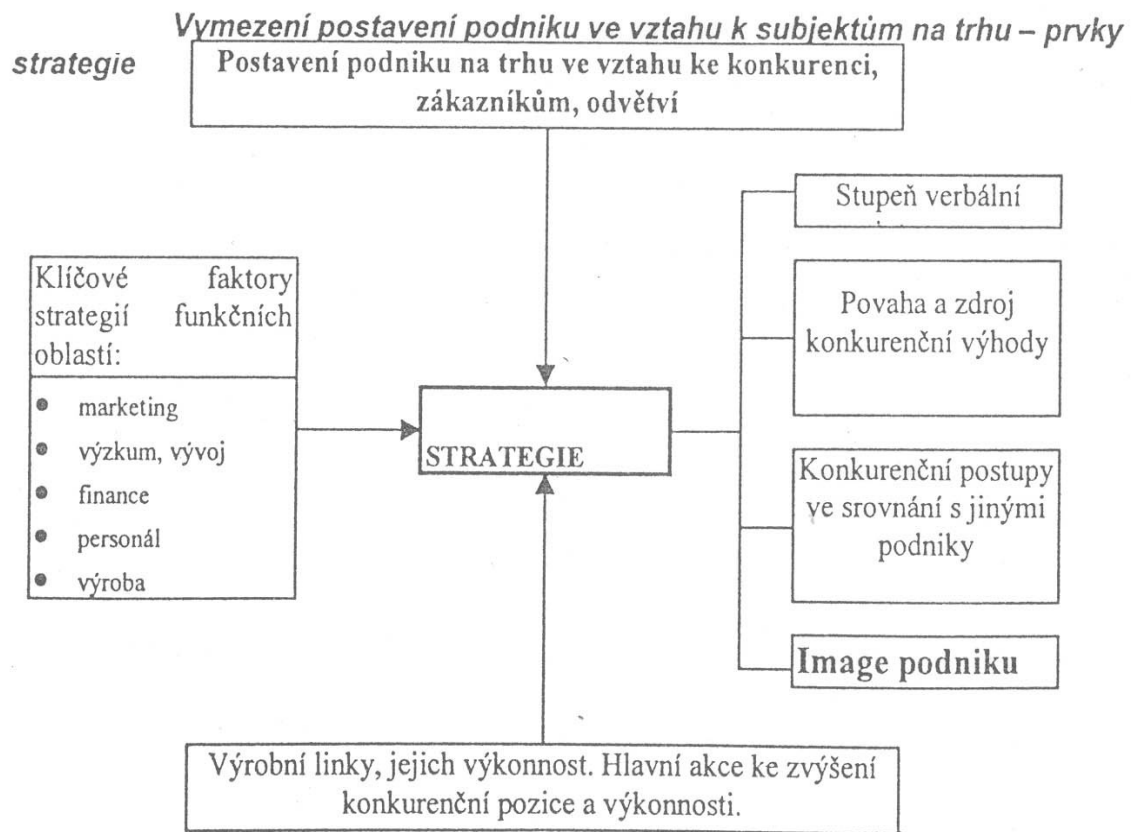 Vymezení postavení podniku ve vztahu k subjektům na trhu – prvky
strategie
Postavení podniku na trhu ve vztahu ke konkurenci,
zákazníkům, odvětví
Stupeň verbální
Klíčové faktory
strategií funkčních
oblastí:
• marketing
• výzkum, vývoj
• finance
• personál
• výroba
STRATEGIE
Povaha a zdroj
konkurenční výhody
Konkurenční postupy
ve srovnání s jinými
podniky
Image podniku
Výrobní linky, jejich výkonnost. Hlavní akce ke zvýšení
konkurenční pozice a výkonnosti.